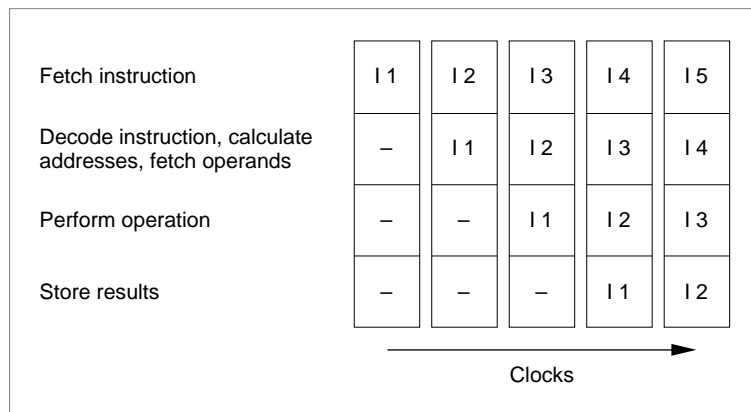 Fetch instruction I 1 I 2 I 3 I 4 I 5
Decode instruction, calculate
addresses, fetch operands – I 1 I 2 I 3 I 4
Perform operation – – I 1 I 2 I 3
Store results – – – I 1 I 2
Clocks